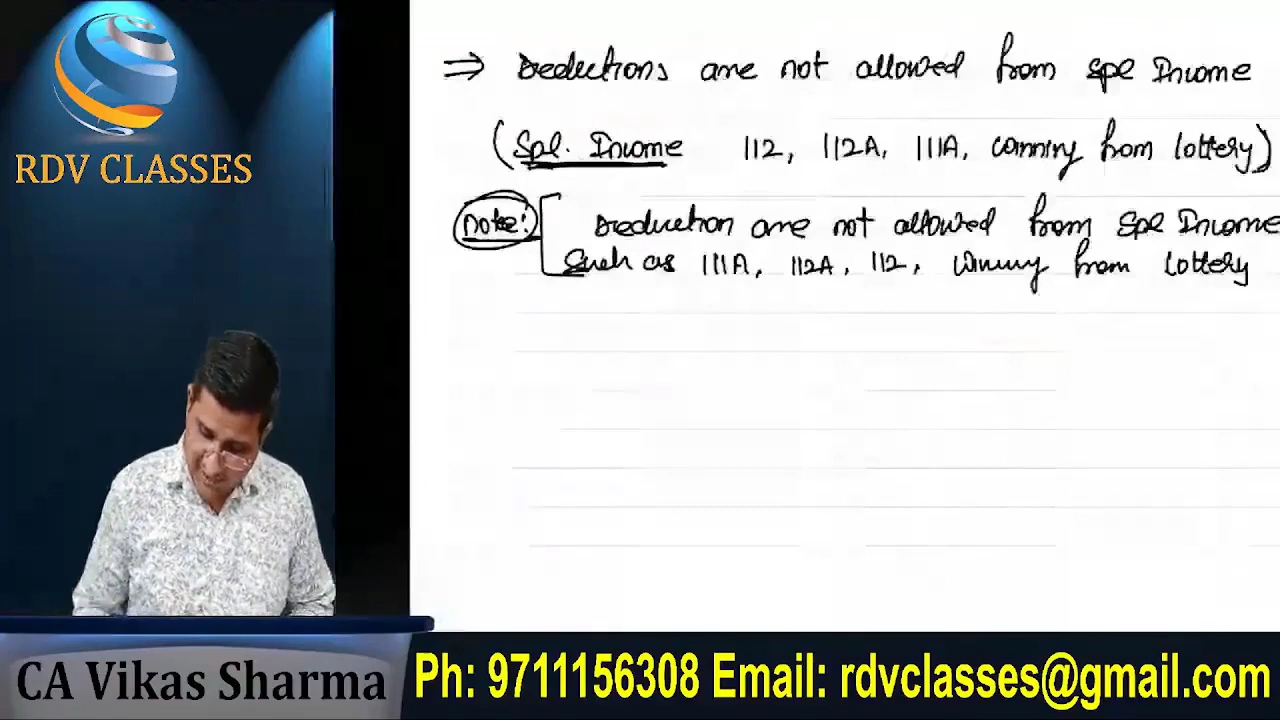 RDV CLASSES
⇒ Deductions are not allowed from spl Income
(Spl. Income 112, 112A, 111A, winning from lottery)
Note: Deduction are not allowed from Spl Income
Such as 111A, 112A, 112, winning from lottery
CA Vikas Sharma
Ph: 9711156308 Email: rdvclasses@gmail.com